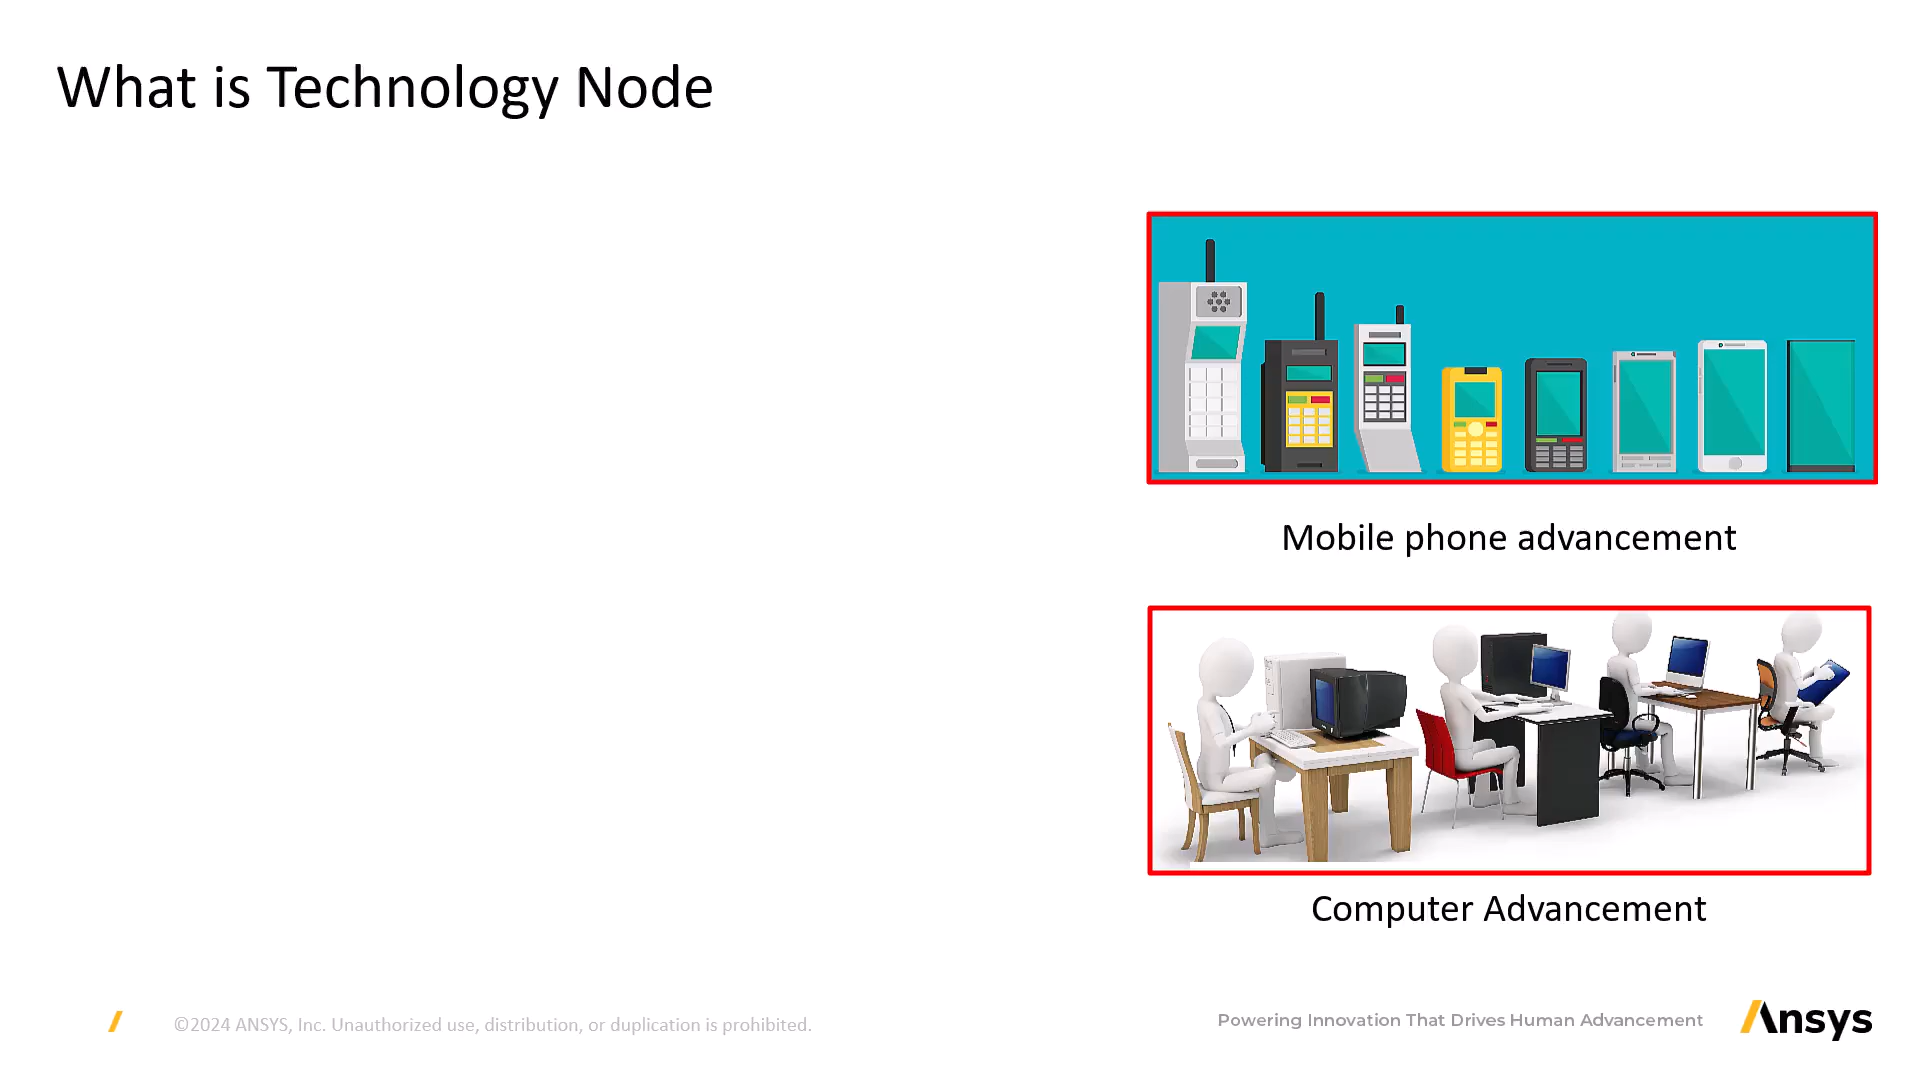 What is Technology Node
Mobile phone advancement
Computer Advancement
©2024 ANSYS, Inc. Unauthorized use, distribution, or duplication is prohibited.
Powering Innovation That Drives Human Advancement
Ansys